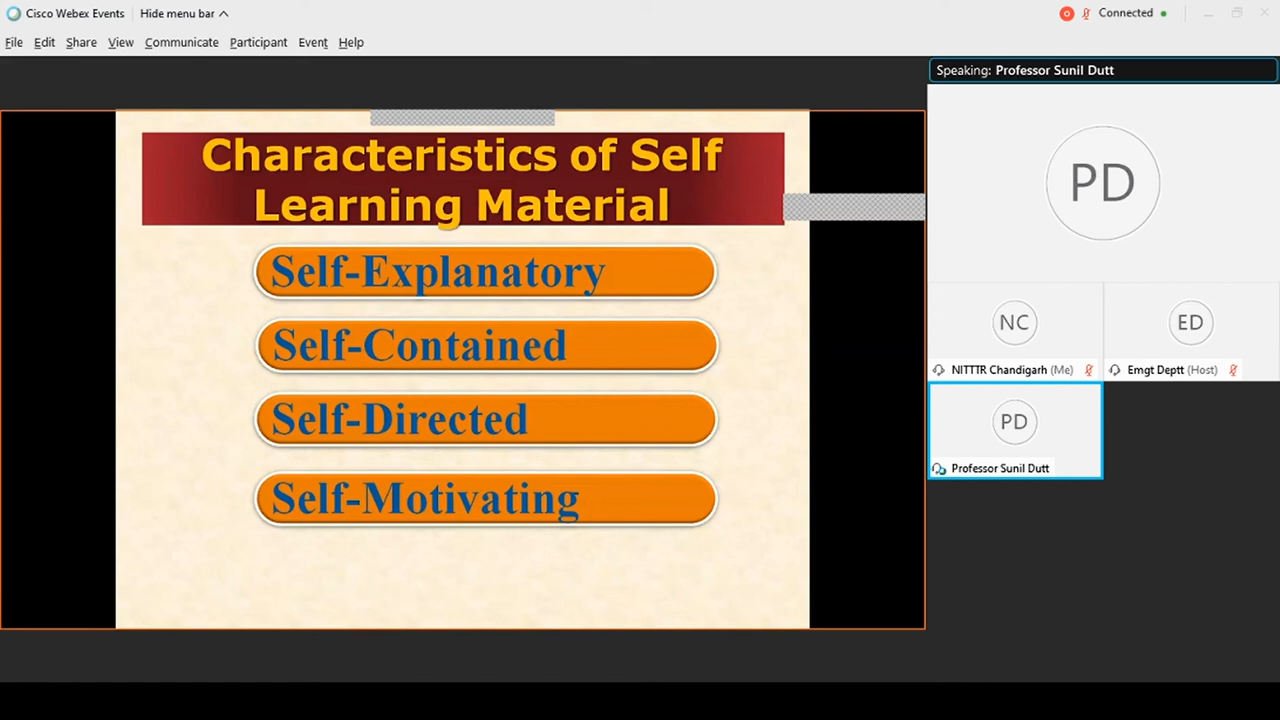 Cisco Webex Events
Hide menu bar
Connected
File Edit Share View Communicate Participant Event Help
Speaking: Professor Sunil Dutt
Characteristics of Self
Learning Material
Self-Explanatory
Self-Contained
Self-Directed
Self-Motivating
PD
NC
ED
NITTTR Chandigarh (Me)
Emgt Deptt (Host)
PD
Professor Sunil Dutt